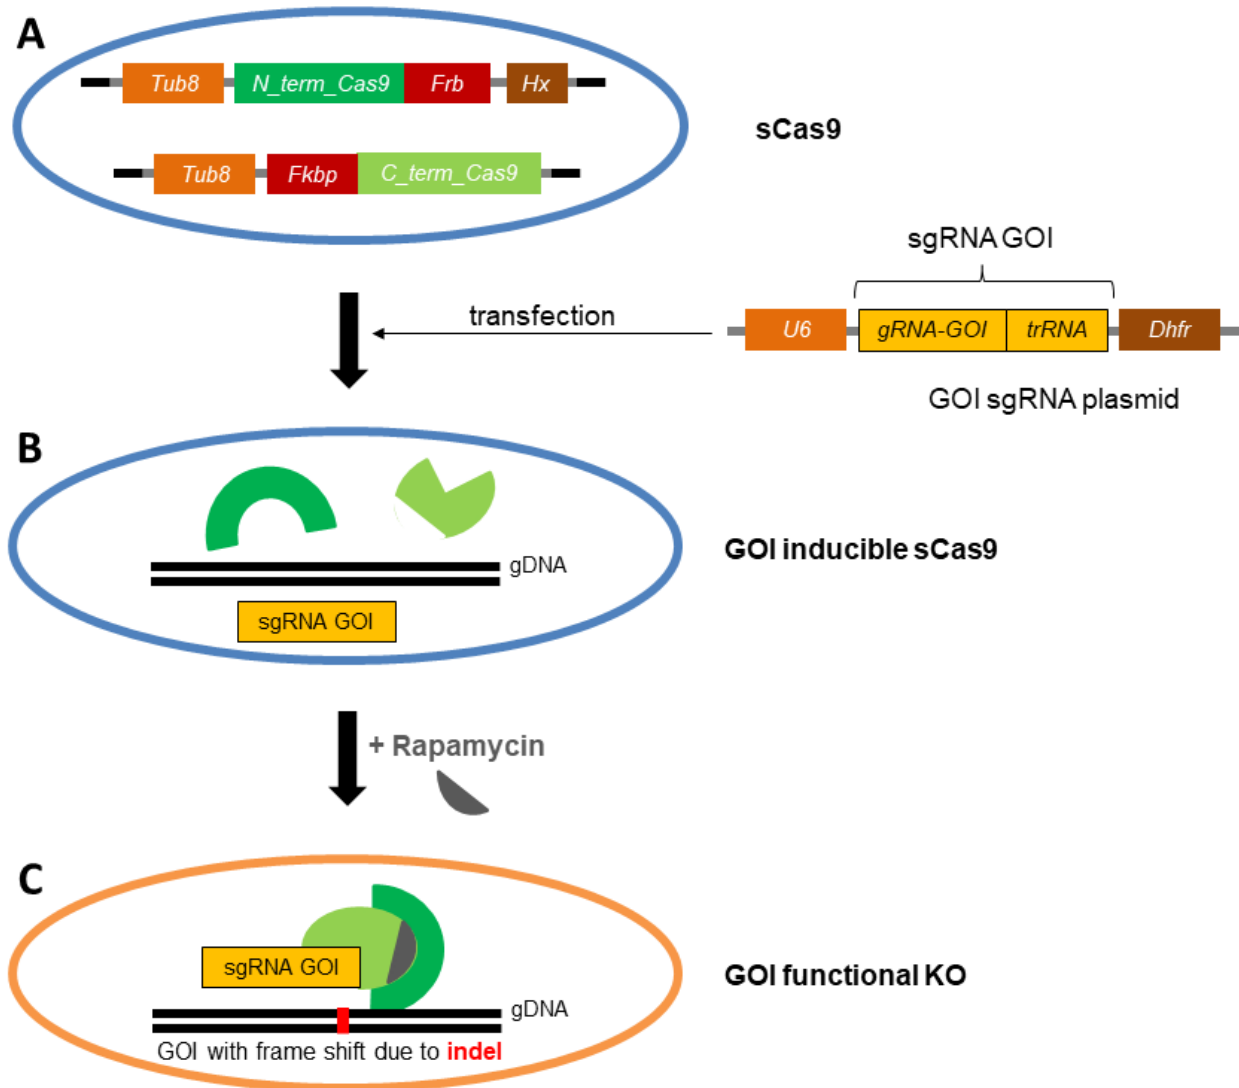 A
Tub8 N_term_Cas9 Frb Hx
sCas9
Tub8 Fkbp C_term_Cas9
sgRNA GOI
transfection
U6 gRNA-GOI trRNA Dhfr
GOI sgRNA plasmid
B
gDNA
GOI inducible sCas9
sgRNA GOI
+ Rapamycin
C
sgRNA GOI
GOI functional KO
gDNA
GOI with frame shift due to indel